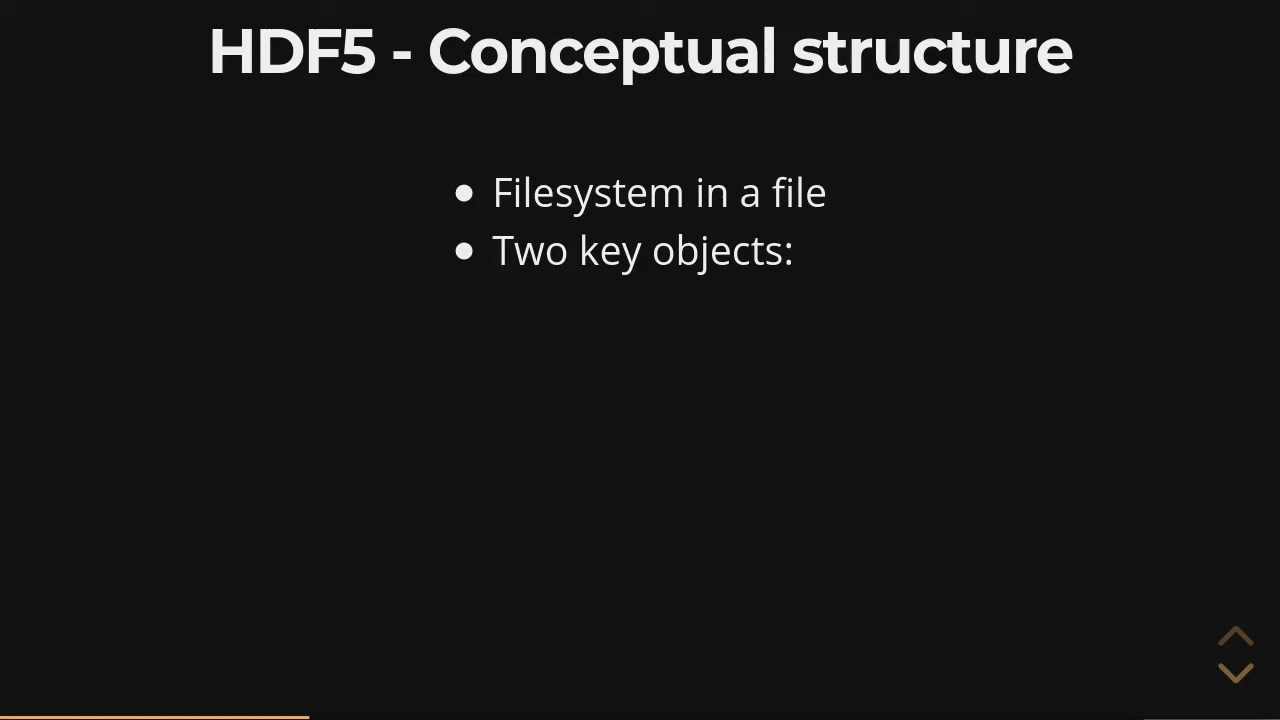 HDF5 - Conceptual structure
• Filesystem in a file
• Two key objects: